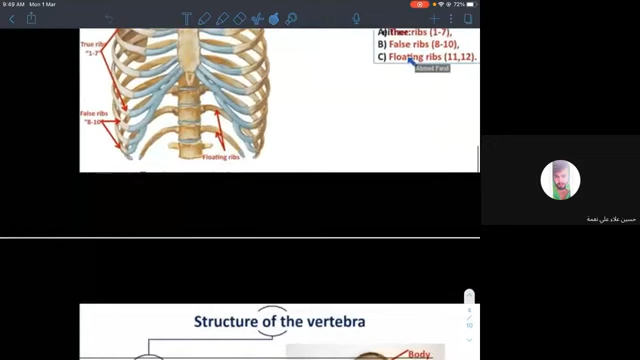 9:49 AM Mon 1 Mar
72%
True ribs
"1-7"
False ribs
"8-10"
Floating ribs
ribs (1-7),
B) False ribs (8-10),
C) Floating ribs (11,12).
Ahmed Farid
حسين علاء علي نعمة
Structure of the vertebra
Body
10